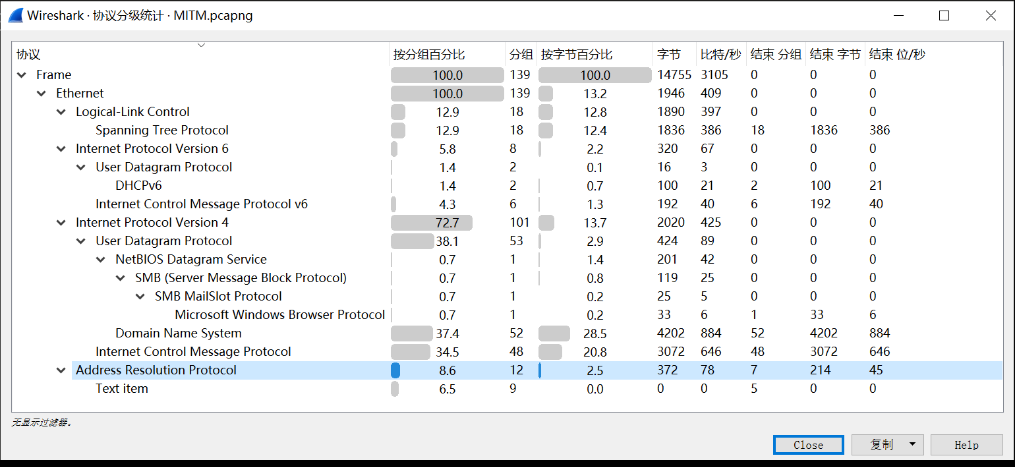 Wireshark · 协议分级统计 · MITM.pcapng
协议 按分组百分比 分组 按字节百分比 字节 比特/秒 结束 分组 结束 字节 结束 位/秒
Frame 100.0 139 100.0 14755 3105 0 0 0
Ethernet 100.0 139 13.2 1946 409 0 0 0
Logical-Link Control 12.9 18 12.8 1890 397 0 0 0
Spanning Tree Protocol 12.9 18 12.4 1836 386 18 1836 386
Internet Protocol Version 6 5.8 8 2.2 320 67 0 0 0
User Datagram Protocol 1.4 2 0.1 16 3 0 0 0
DHCPv6 1.4 2 0.7 100 21 2 100 21
Internet Control Message Protocol v6 4.3 6 1.3 192 40 6 192 40
Internet Protocol Version 4 72.7 101 13.7 2020 425 0 0 0
User Datagram Protocol 38.1 53 2.9 424 89 0 0 0
NetBIOS Datagram Service 0.7 1 1.4 201 42 0 0 0
SMB (Server Message Block Protocol) 0.7 1 0.8 119 25 0 0 0
SMB MailSlot Protocol 0.7 1 0.2 25 5 0 0 0
Microsoft Windows Browser Protocol 0.7 1 0.2 33 6 1 33 6
Domain Name System 37.4 52 28.5 4202 884 52 4202 884
Internet Control Message Protocol 34.5 48 20.8 3072 646 48 3072 646
Address Resolution Protocol 8.6 12 2.5 372 78 7 214 45
Text item 6.5 9 0.0 0 0 5 0 0
无显示过滤器。
Close 复制 Help